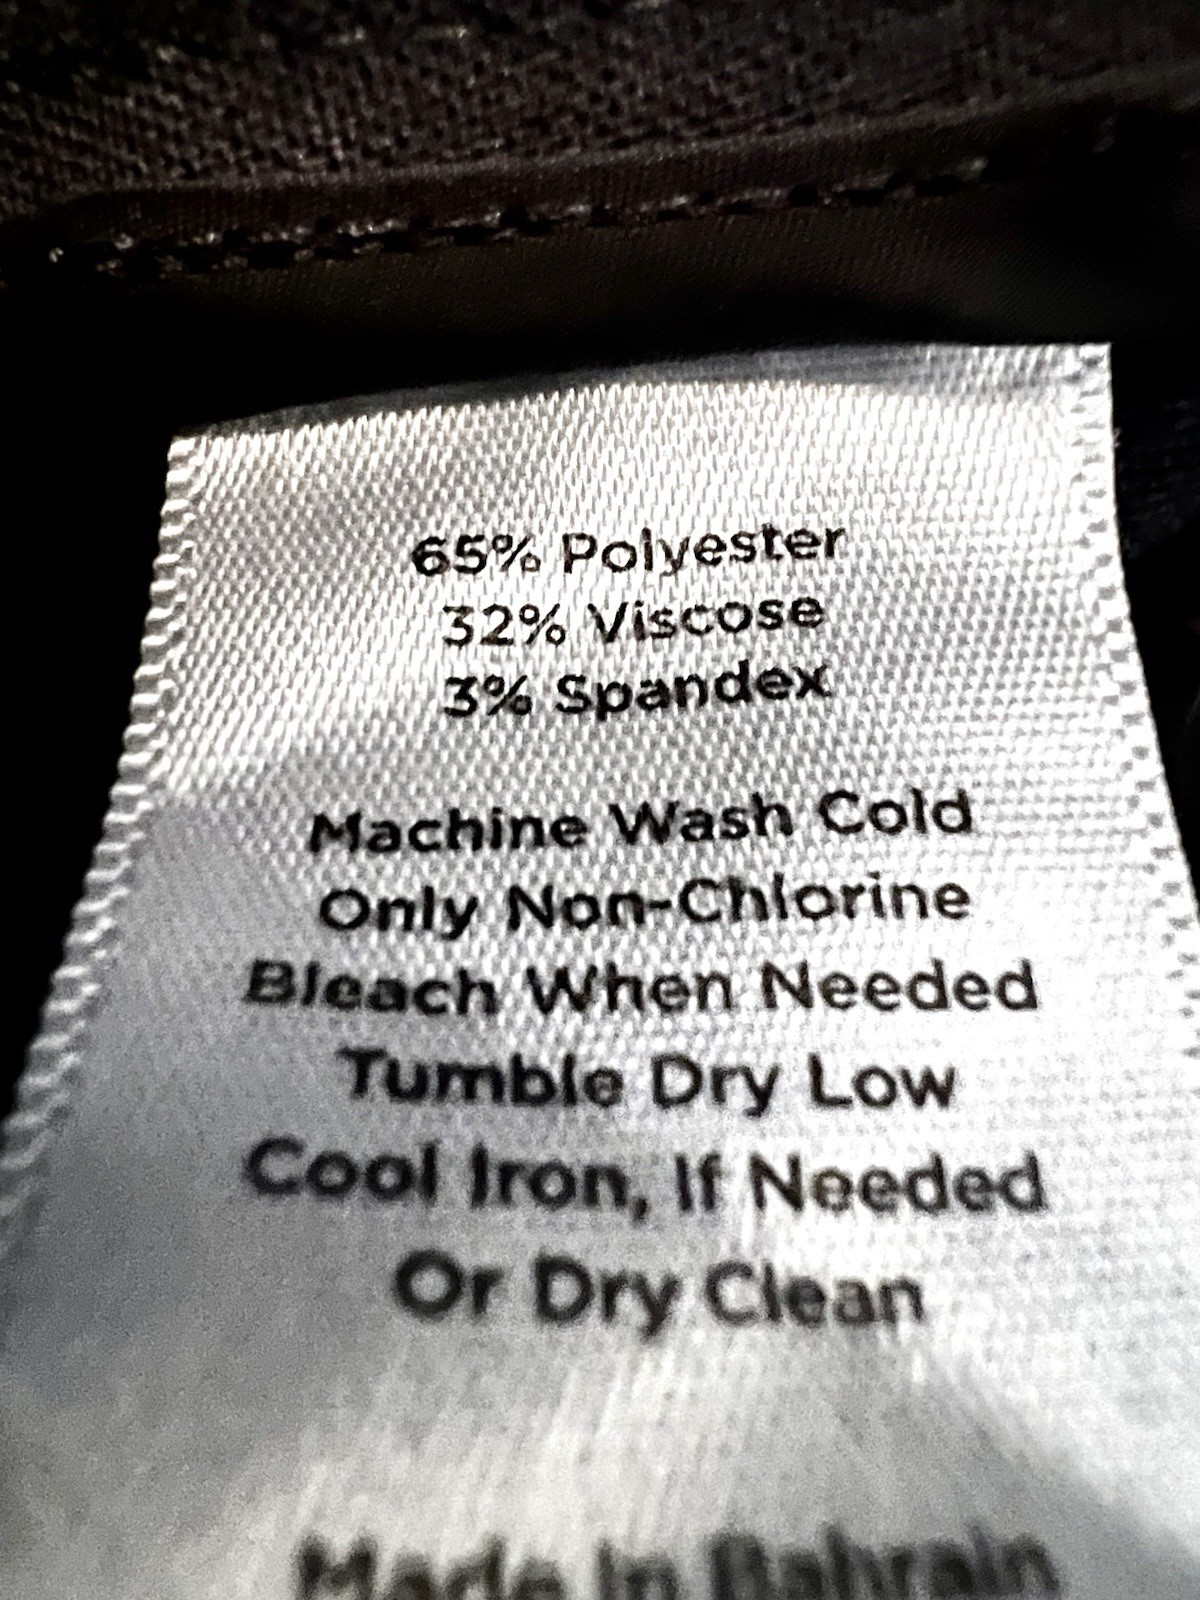 65% Polyester
32% Viscose
3% Spandex
Machine Wash Cold
Only Non-Chlorine
Bleach When Needed
Tumble Dry Low
Cool Iron, If Needed
Or Dry Clean
Made In Bahrain